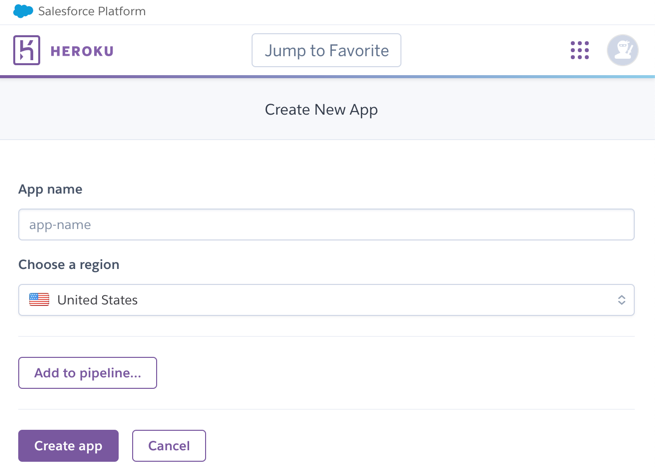 Salesforce Platform
HEROKU
Jump to Favorite
Create New App
App name
app-name
Choose a region
United States
Add to pipeline...
Create app
Cancel